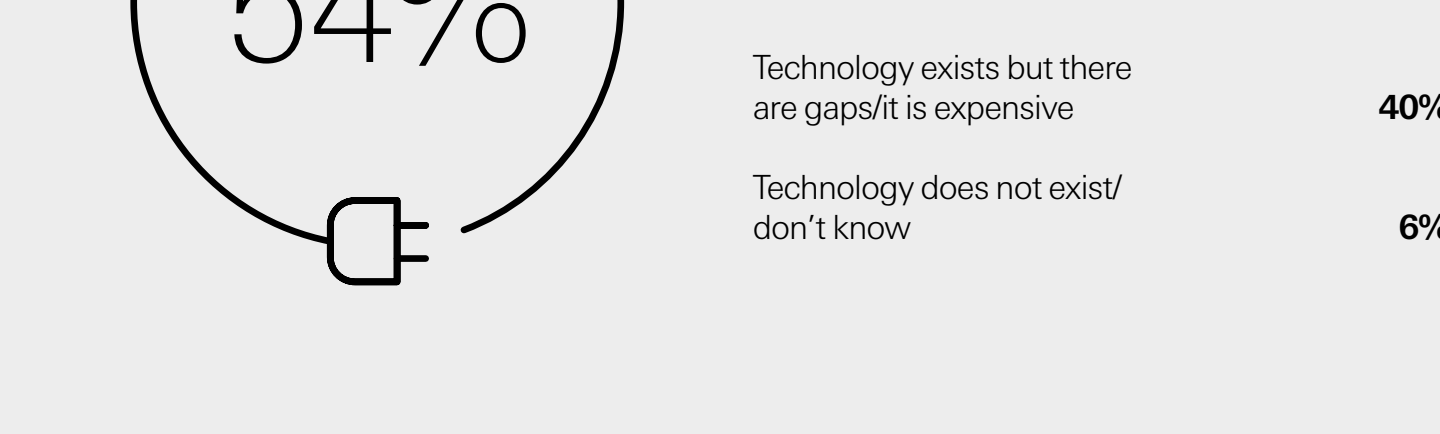 54%
Technology exists but there
are gaps/it is expensive
40%
Technology does not exist/
don’t know
6%